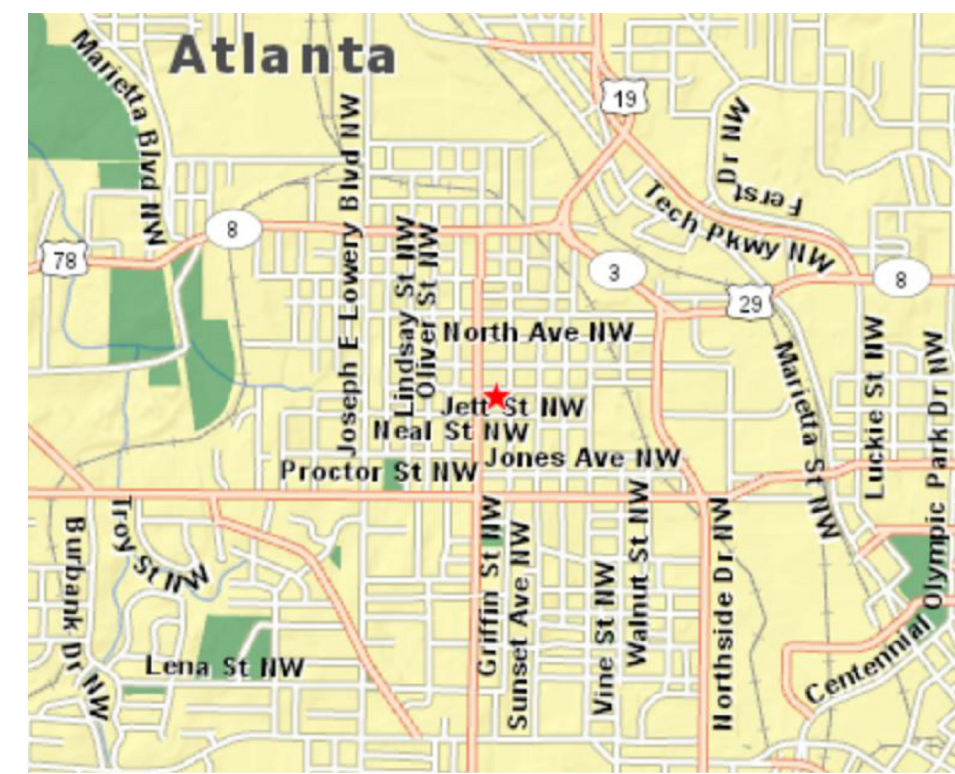 Atlanta
Marietta Blvd NW
19
Joseph E Lowery Blvd NW
Ferst Dr NW
Tech Pkwy NW
8
78
Lindsay St NW
Oliver St NW
3
8
29
North Ave NW
Marietta St NW
Luckie St NW
Olympic Park Dr NW
Jett St NW
Neal St NW
Jones Ave NW
Proctor St NW
Burbank Dr NW
Troy St NW
Griffin St NW
Sunset Ave NW
Vine St NW
Walnut St NW
Northside Dr NW
Lena St NW
Centennial